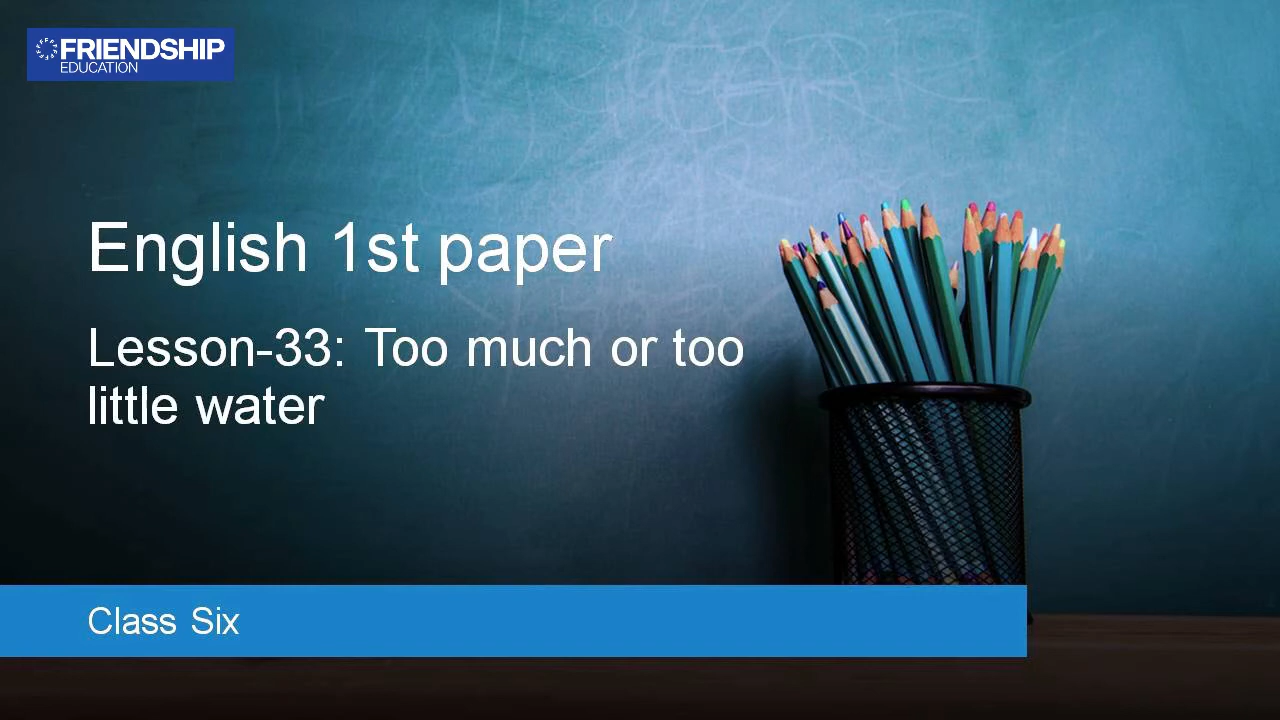 FRIENDSHIP
EDUCATION
English 1st paper
Lesson-33: Too much or too
little water
Class Six